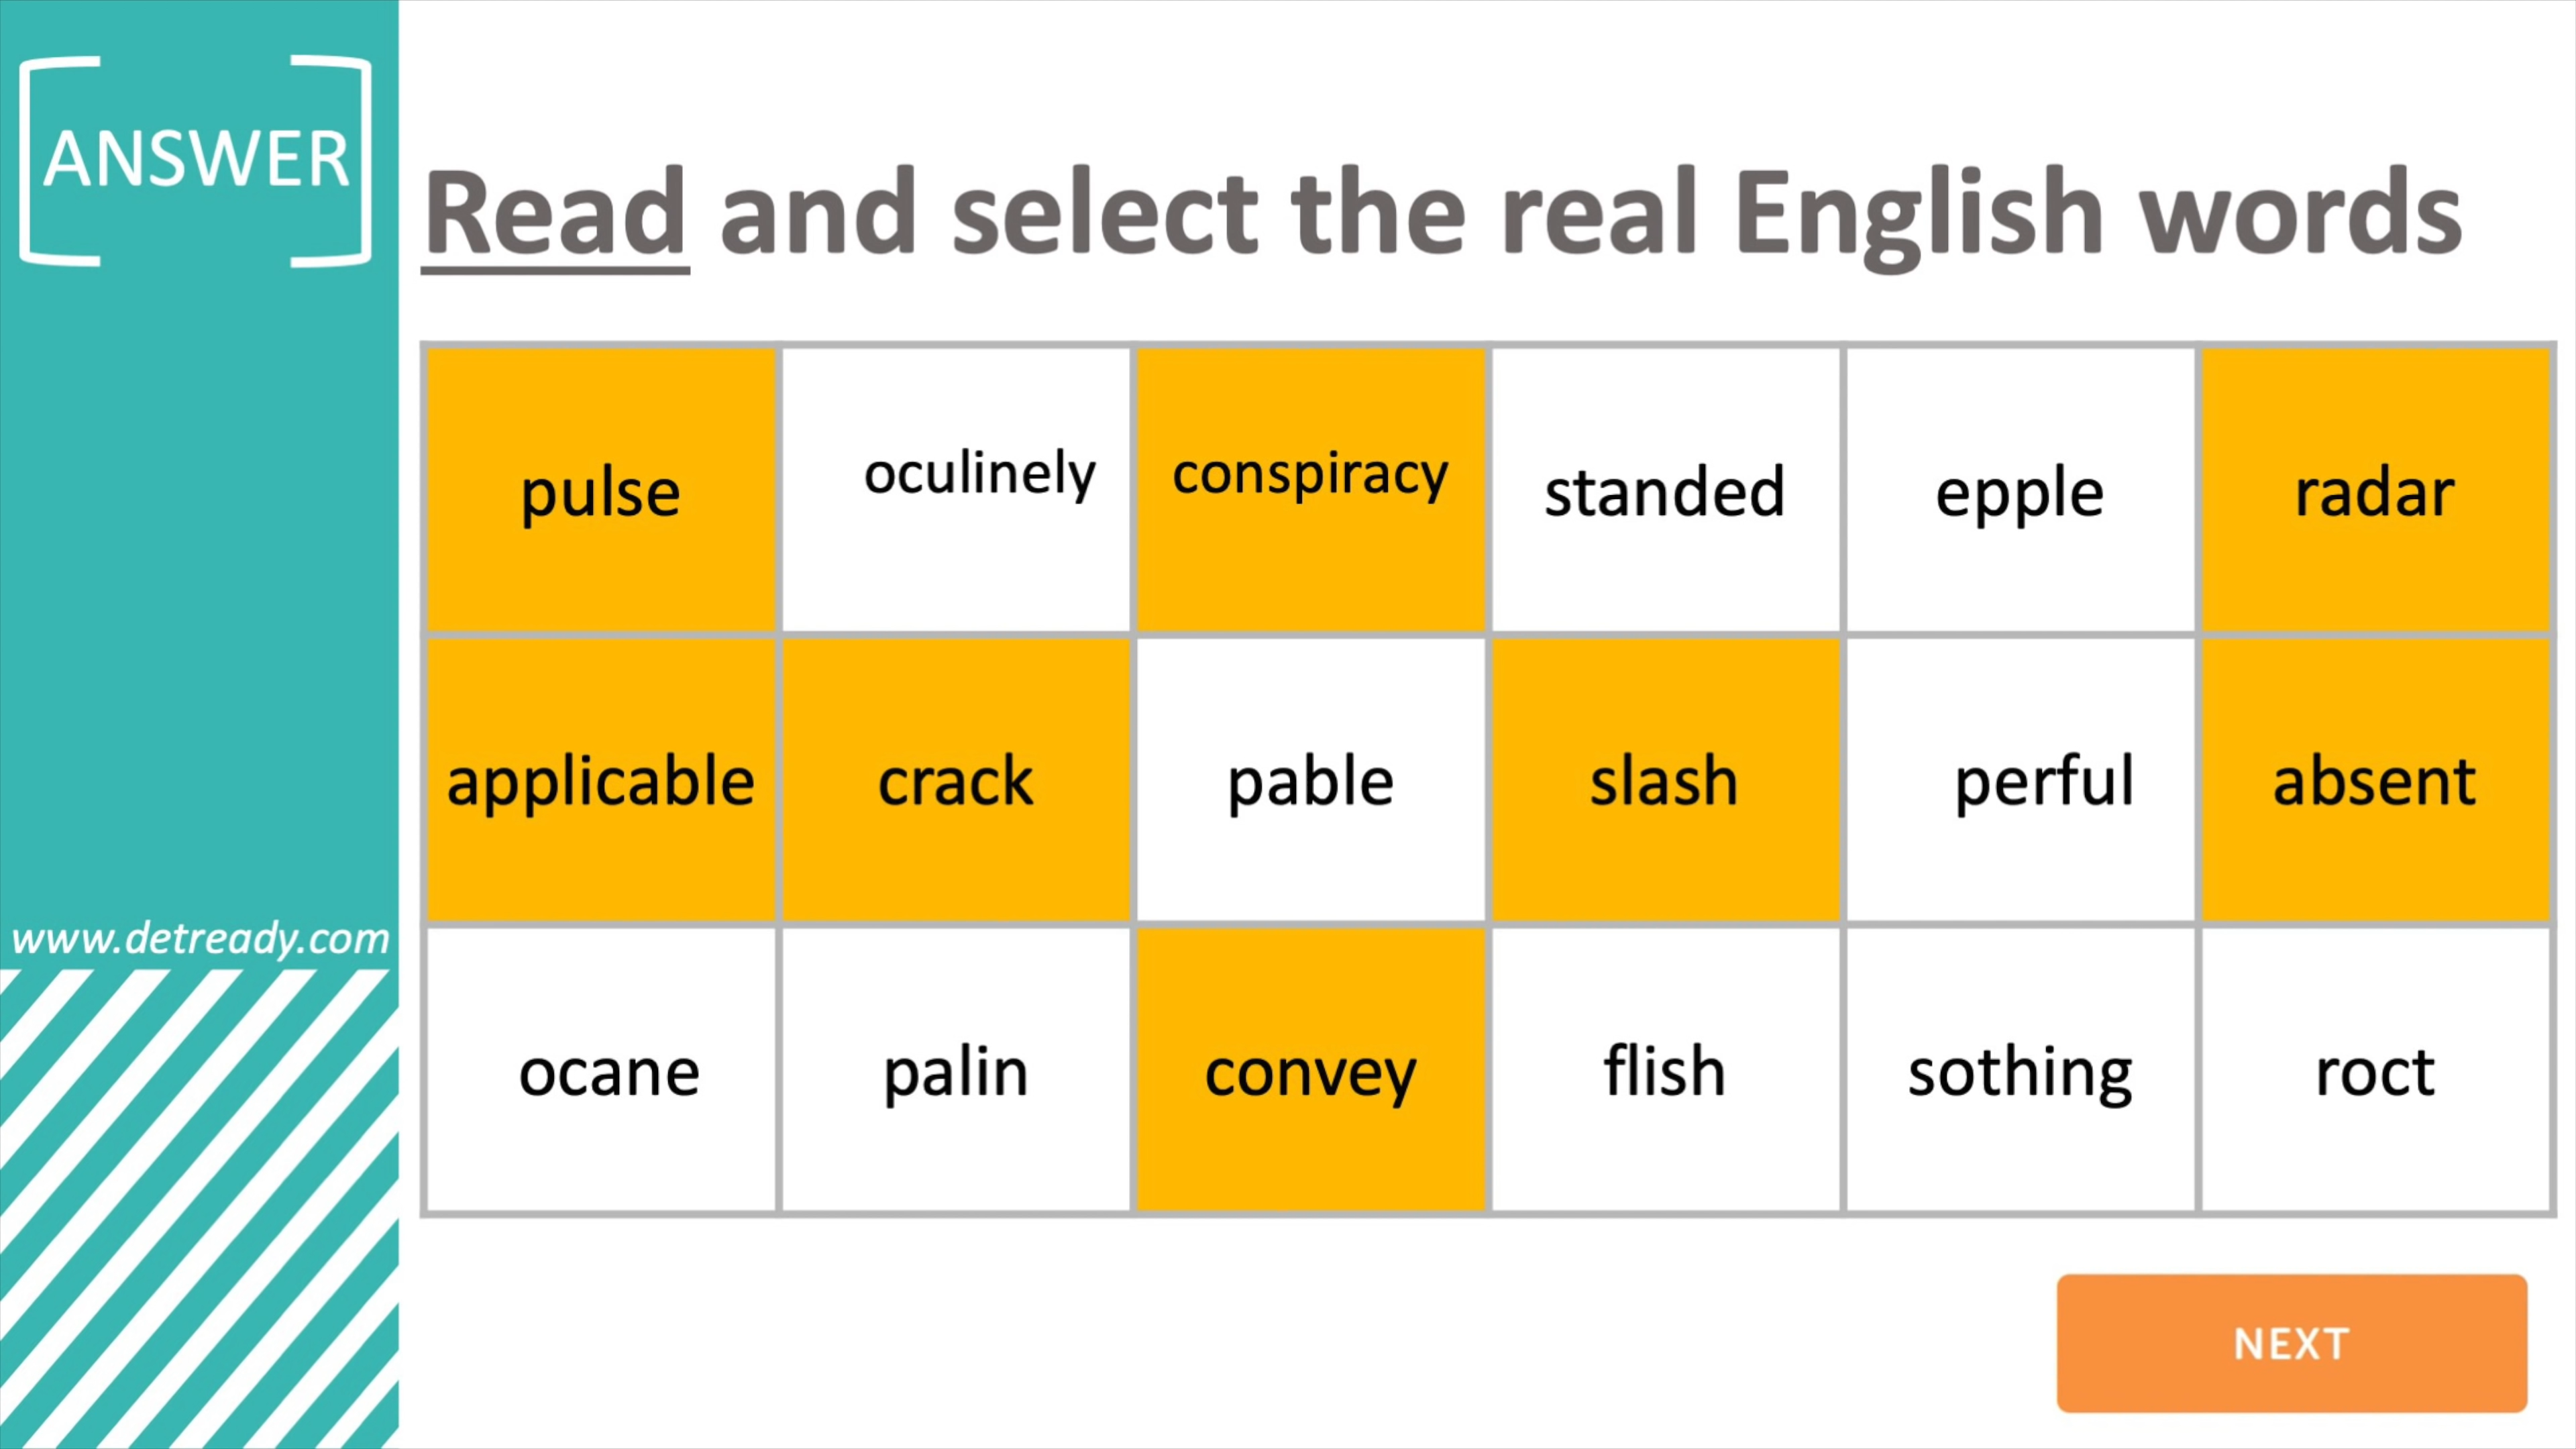 ANSWER
Read and select the real English words
pulse oculinely conspiracy standed epple radar
applicable crack pable slash perful absent
ocane palin convey flish sothing roct
www.detready.com
NEXT